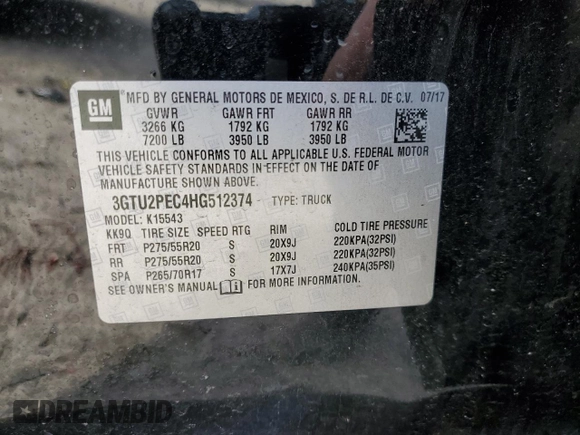 GM
MFD BY GENERAL MOTORS DE MEXICO, S. DE R.L. DE C.V. 07/17
GVWR GAWR FRT GAWR RR
3266 KG 1792 KG 1792 KG
7200 LB 3950 LB 3950 LB
THIS VEHICLE CONFORMS TO ALL APPLICABLE U.S. FEDERAL MOTOR
VEHICLE SAFETY STANDARDS IN EFFECT ON THE DATE OF
MANUFACTURE SHOWN ABOVE.
3GTU2PEC4HG512374 TYPE: TRUCK
MODEL: K15543
KK9Q TIRE SIZE SPEED RTG RIM COLD TIRE PRESSURE
FRT P275/55R20 S 20X9J 220KPA(32PSI)
RR P275/55R20 S 20X9J 220KPA(32PSI)
SPA P265/70R17 S 17X7J 240KPA(35PSI)
SEE OWNER'S MANUAL FOR MORE INFORMATION.
DREAMBID